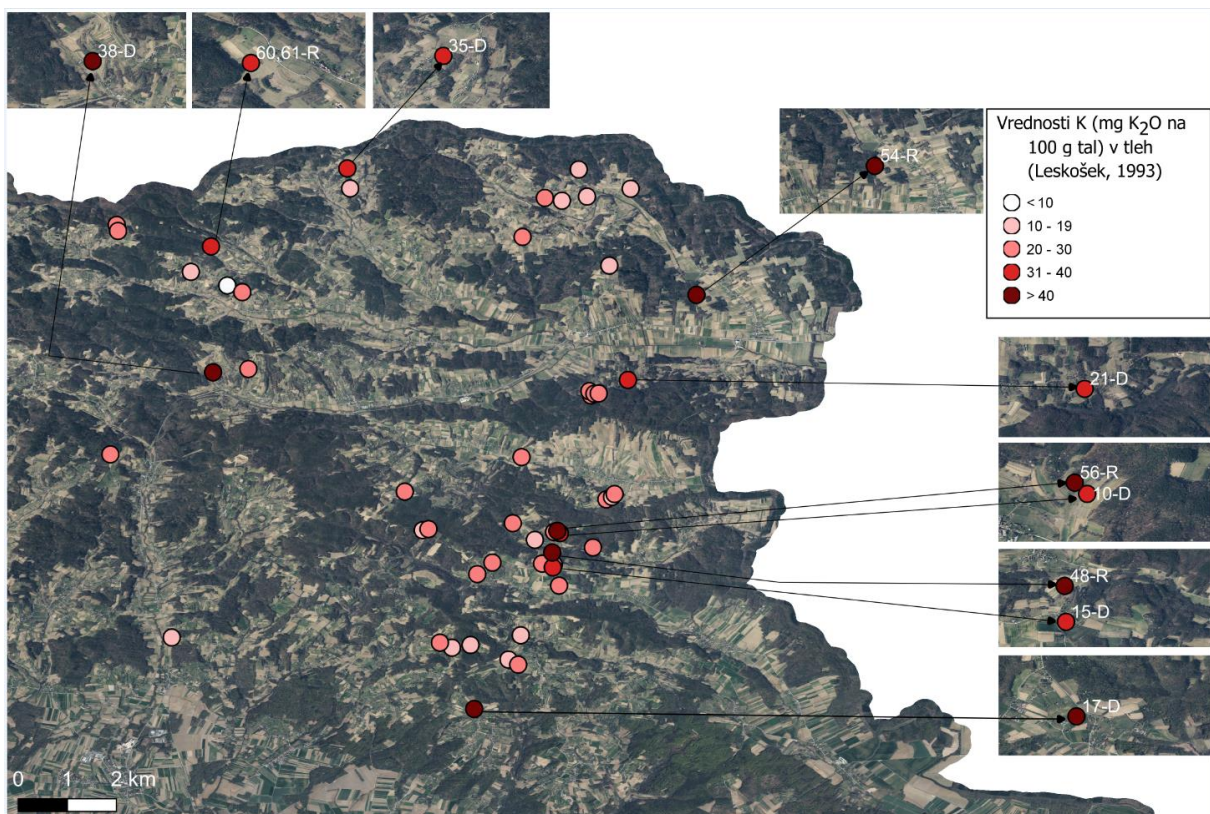 38-D
60,61-R
35-D
54-R
Vrednosti K (mg K₂O na
100 g tal) v tleh
(Leskošek, 1993)
< 10
10 - 19
20 - 30
31 - 40
> 40
21-D
56-R
10-D
48-R
15-D
17-D
0 1 2 km